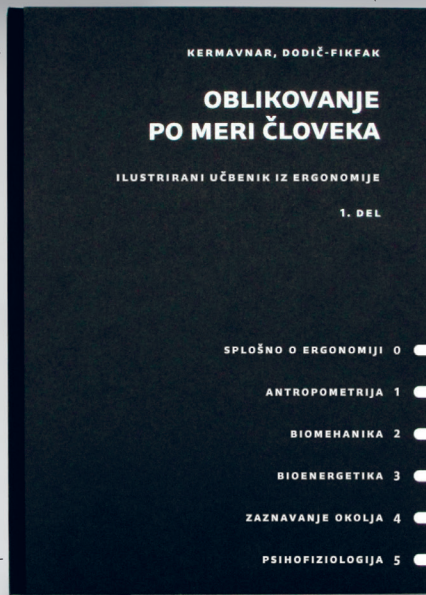 KERMAVNAR, DODIČ-FIKFAK
OBLIKOVANJE
PO MERI ČLOVEKA
ILUSTRIRANI UČBENIK IZ ERGONOMIJE
1. DEL
SPLOŠNO O ERGONOMIJI 0
ANTROPOMETRIJA 1
BIOMEHANIKA 2
BIOENERGETIKA 3
ZAZNAVANJE OKOLJA 4
PSIHOFIZIOLOGIJA 5